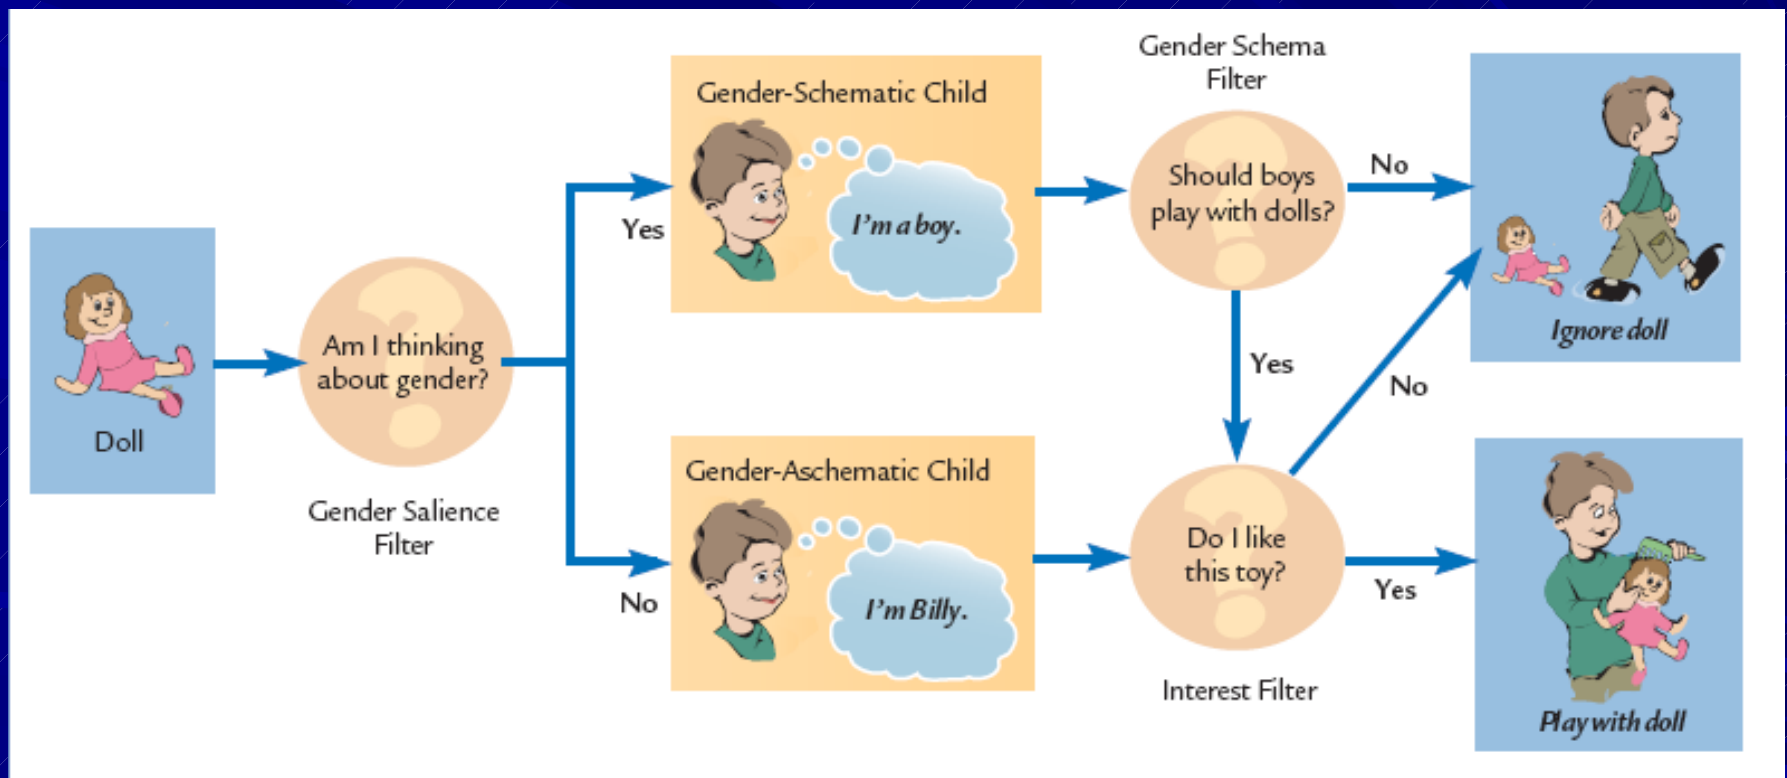 Doll
Am I thinking
about gender?
Gender Salience
Filter
Yes
No
Gender-Schematic Child
I'm a boy.
Gender-Aschematic Child
I'm Billy.
Gender Schema
Filter
Should boys
play with dolls?
No
Yes
Do I like
this toy?
Interest Filter
No
Yes
Ignore doll
Play with doll